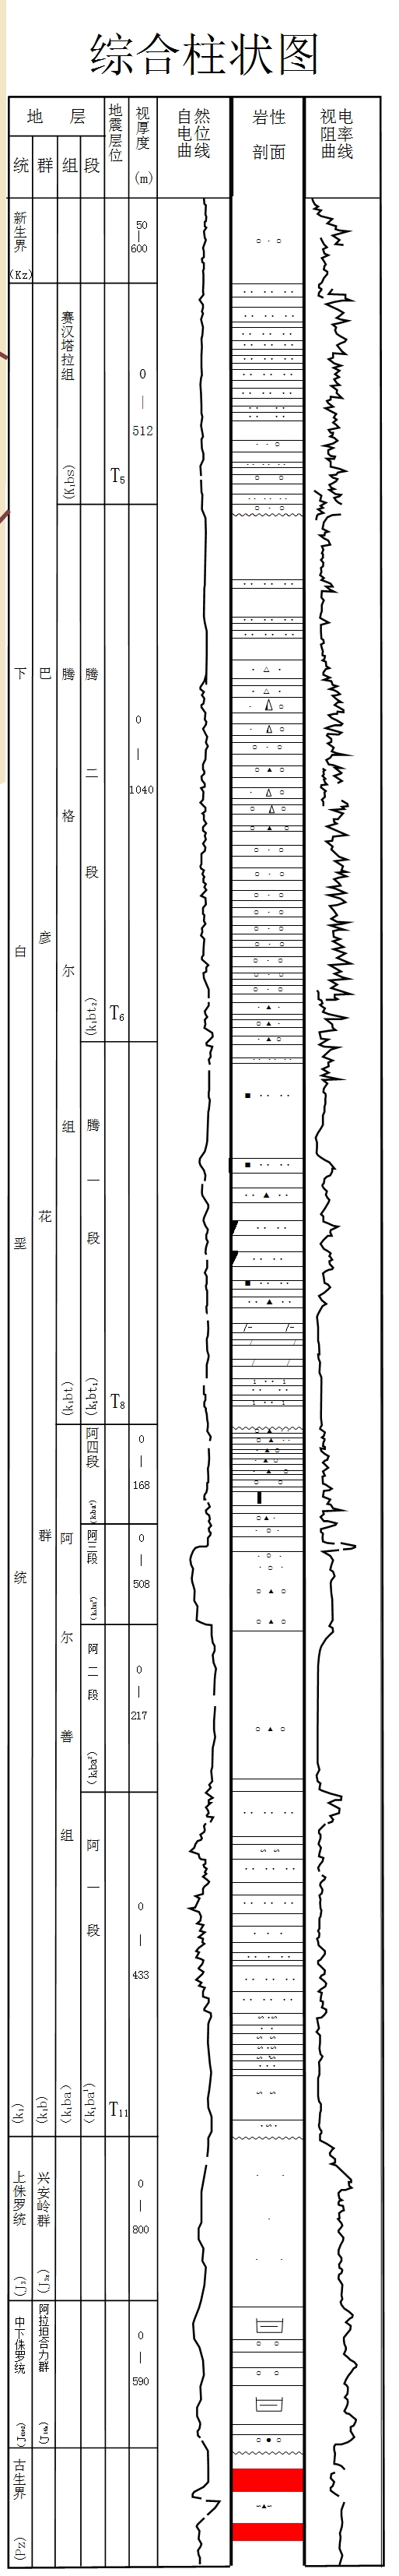 综合柱状图
地 层
地震层位
视厚度
(m)
自然
电位
曲线
岩性
剖面
视电
阻率
曲线
统 群 组 段
新生界
(Kz)
50
|
600
赛汉塔拉组
(K₁bs)
T₅
0
|
512
下白垩统
(k₁)
巴彦花群
(k₁b)
腾格尔组
(k₁bt)
腾二段
(k₁bt₂)
T₆
0
|
1040
腾一段
(k₁bt₁)
T₈
阿尔善组
(k₁ba)
阿四段
(k₁ba⁴)
0
|
168
阿三段
0
|
508
阿二段
(k₁ba²)
0
|
217
阿一段
(k₁ba¹)
T₁₁
0
|
433
上侏罗统
(J₃)
兴安岭群
0
|
800
中下侏罗统
阿拉坦合力群
0
|
590
古生界
(Pz)